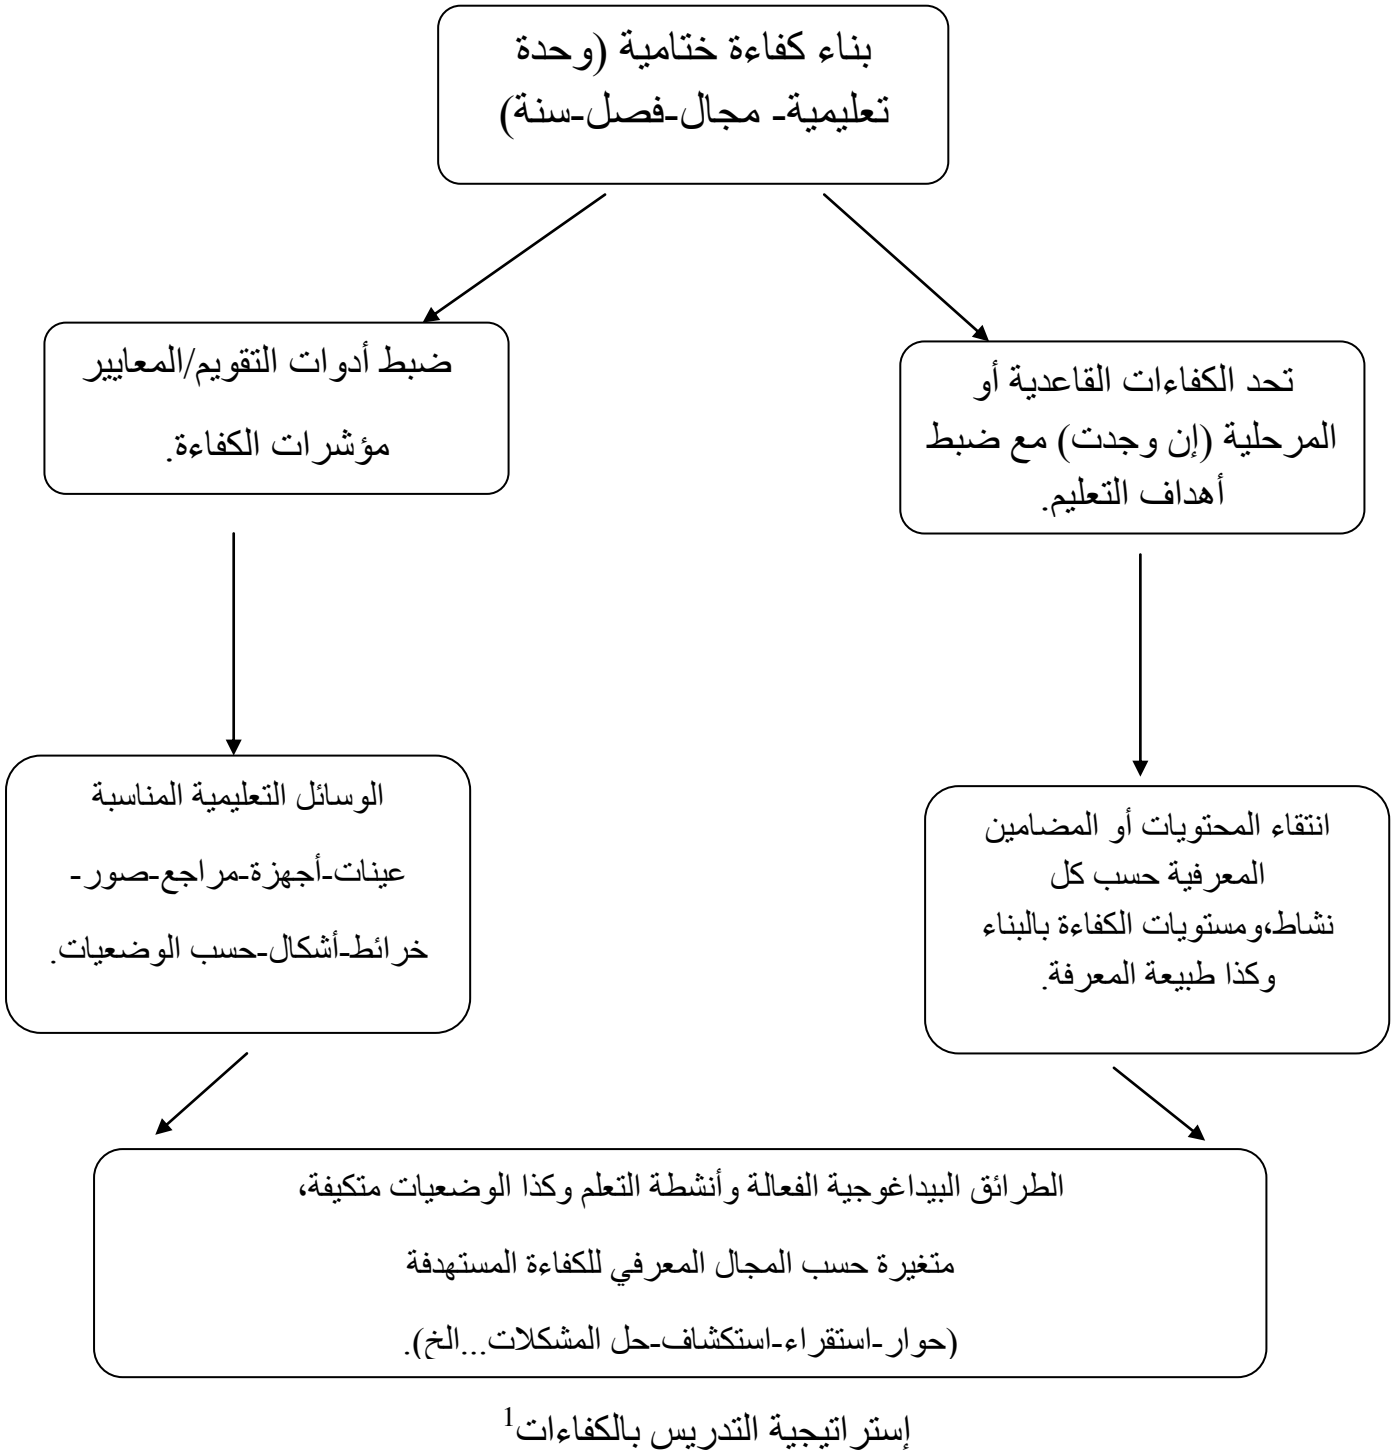 بناء كفاءة ختامية (وحدة
تعليمية- مجال-فصل-سنة)
تحد الكفاءات القاعدية أو
المرحلية (إن وجدت) مع ضبط
أهداف التعليم.
ضبط أدوات التقويم/المعايير
مؤشرات الكفاءة.
انتقاء المحتويات أو المضامين
المعرفية حسب كل
نشاط،ومستويات الكفاءة بالبناء
وكذا طبيعة المعرفة.
الوسائل التعليمية المناسبة
عينات-أجهزة-مراجع-صور-
خرائط-أشكال-حسب الوضعيات.
الطرائق البيداغوجية الفعالة وأنشطة التعلم وكذا الوضعيات متكيفة،
متغيرة حسب المجال المعرفي للكفاءة المستهدفة
(حوار-استقراء-استكشاف-حل المشكلات...الخ).
إستراتيجية التدريس بالكفاءات1